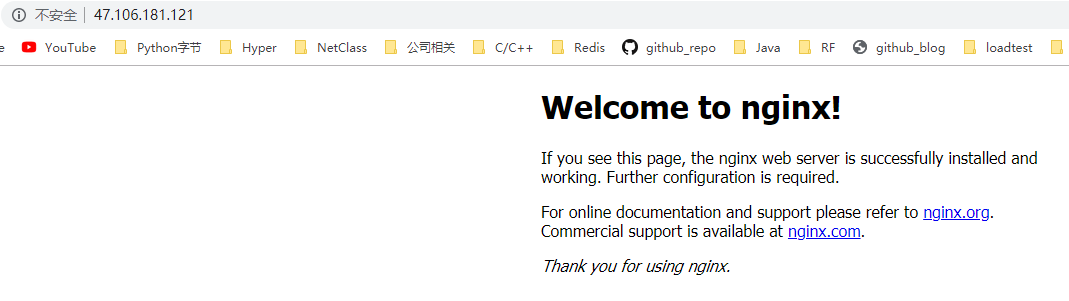 不安全 47.106.181.121
e YouTube Python字节 Hyper NetClass 公司相关 C/C++ Redis github_repo Java RF github_blog loadtest
Welcome to nginx!
If you see this page, the nginx web server is successfully installed and
working. Further configuration is required.
For online documentation and support please refer to nginx.org.
Commercial support is available at nginx.com.
Thank you for using nginx.